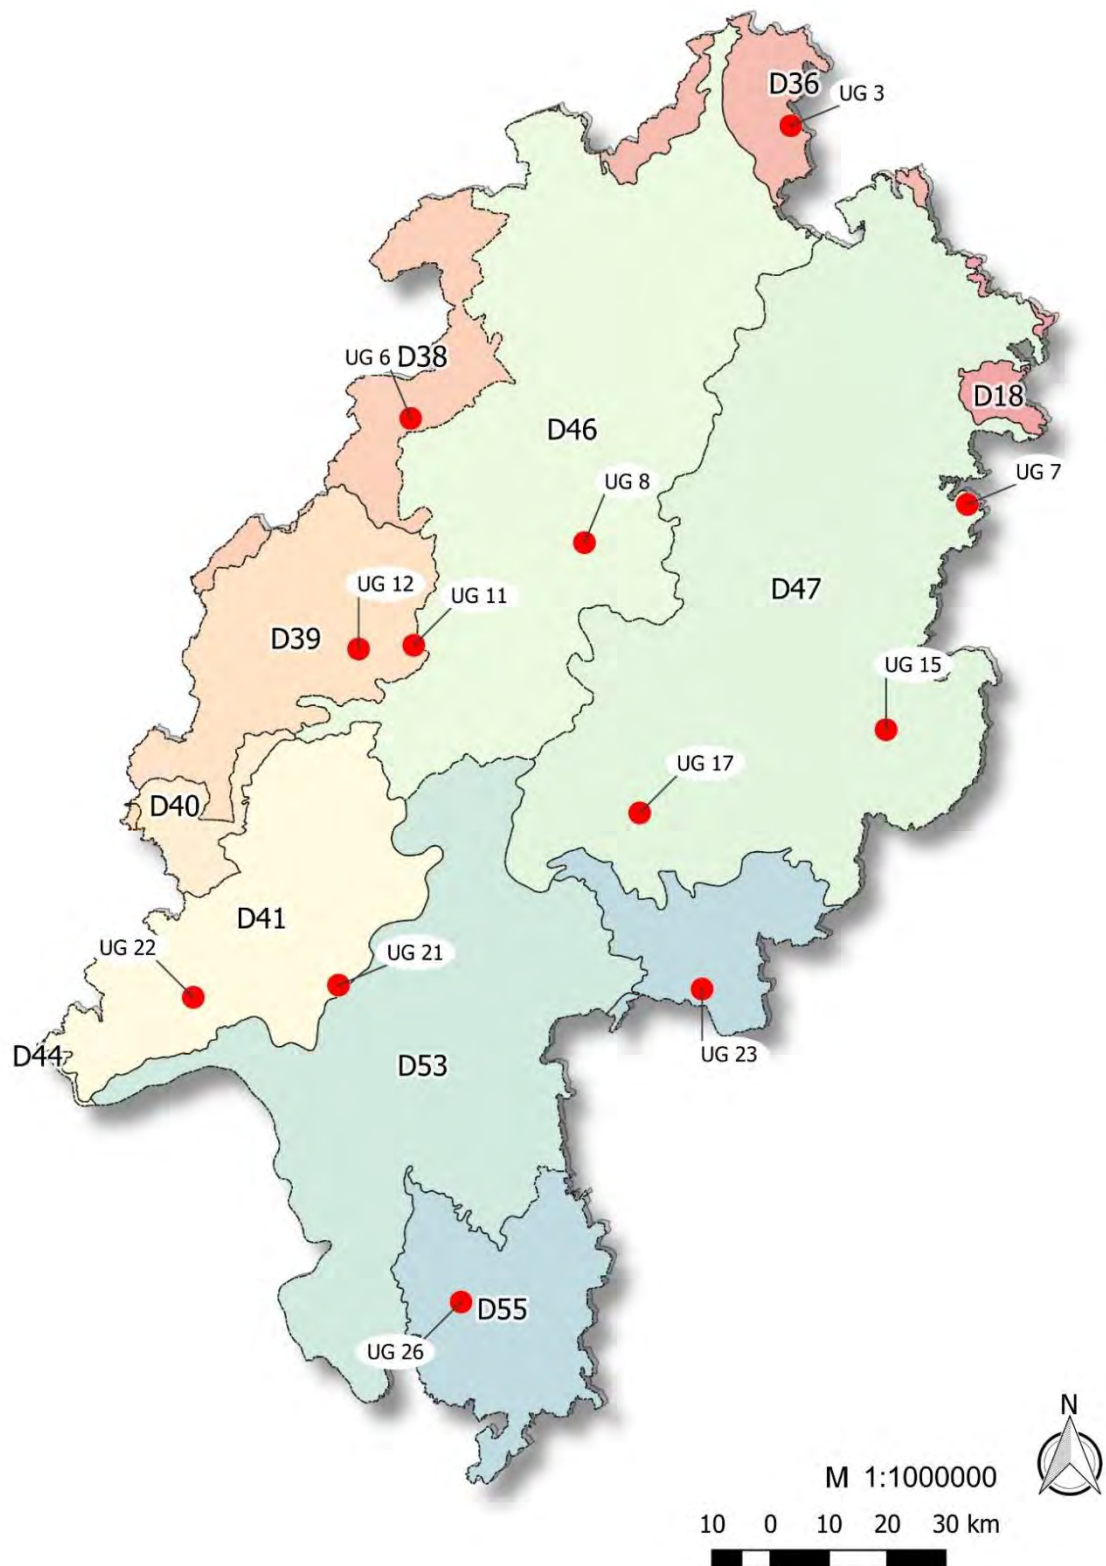 D36
UG 3
UG 6
D38
D18
D46
UG 8
UG 7
D47
UG 12
UG 11
D39
UG 15
UG 17
D40
D41
UG 22
UG 21
D44
D53
UG 23
D55
UG 26
N
M 1:1000000
10 0 10 20 30 km